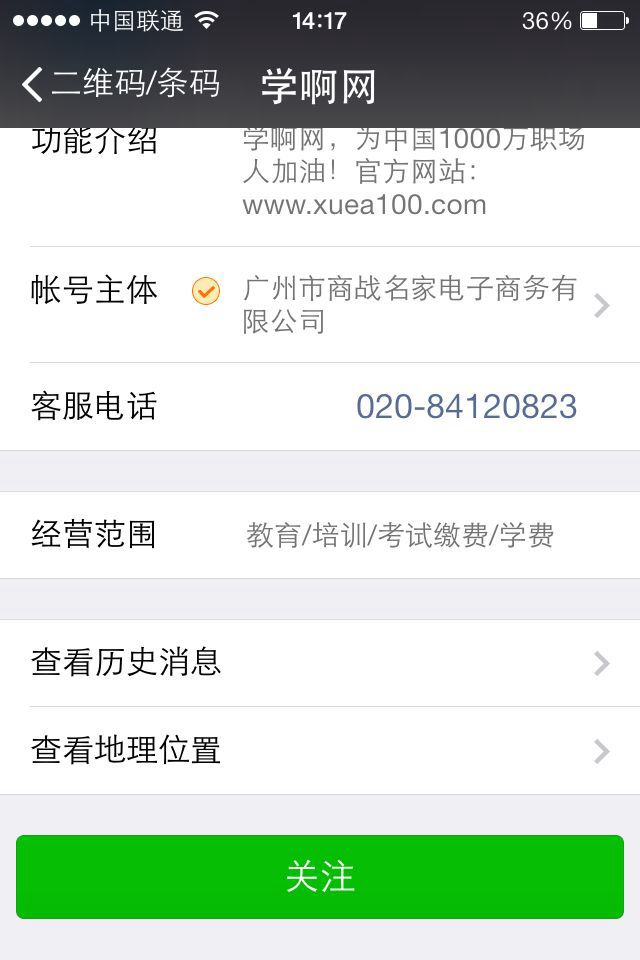 中国联通 14:17 36%
二维码/条码 学啊网
功能介绍 学啊网，为中国1000万职场
人加油！官方网站：
www.xuea100.com
帐号主体 广州市商战名家电子商务有
限公司
客服电话 020-84120823
经营范围 教育/培训/考试缴费/学费
查看历史消息
查看地理位置
关注